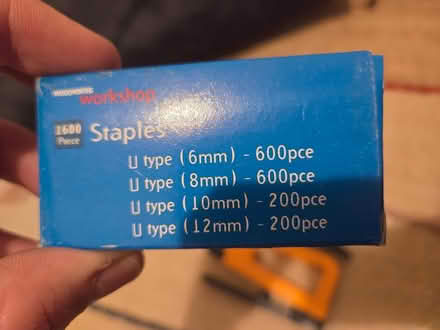 workshop
1600
Piece
Staples
U type (6mm) - 600pce
U type (8mm) - 600pce
U type (10mm) - 200pce
U type (12mm) - 200pce